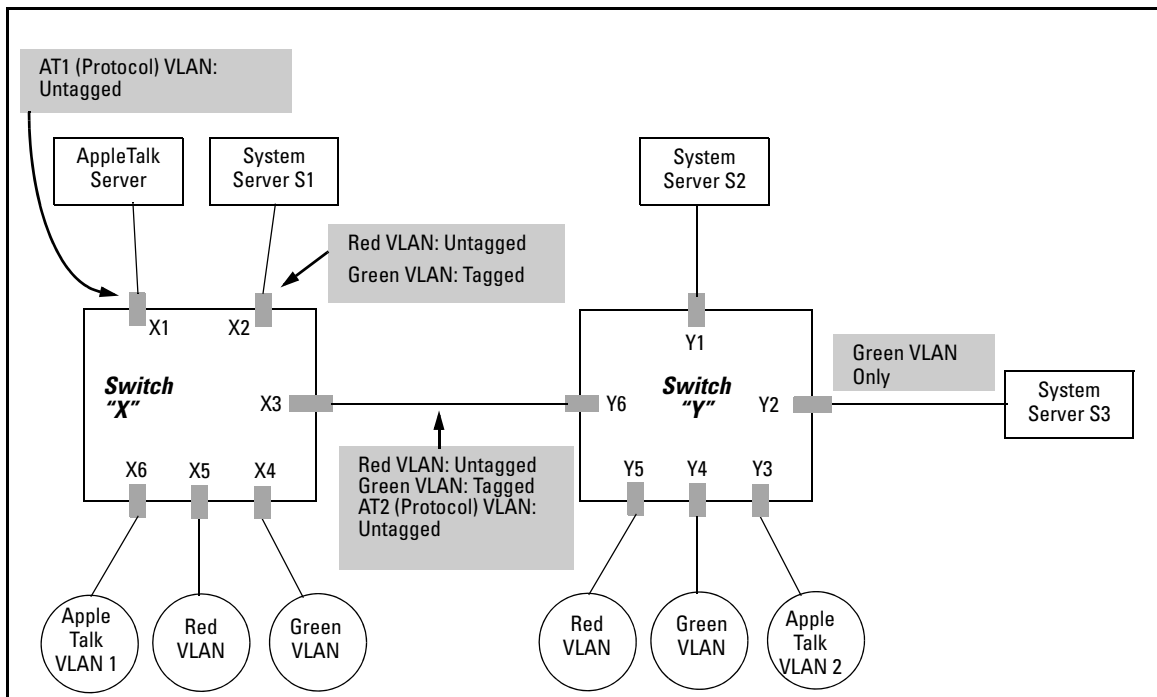 AT1 (Protocol) VLAN:
Untagged
AppleTalk
Server
System
Server S1
System
Server S2
Red VLAN: Untagged
Green VLAN: Tagged
X1
X2
Y1
Switch
"X"
X3
Y6
Switch
"Y"
Y2
Green VLAN
Only
System
Server S3
X6
X5
X4
Red VLAN: Untagged
Green VLAN: Tagged
AT2 (Protocol) VLAN:
Untagged
Y5
Y4
Y3
Apple
Talk
VLAN 1
Red
VLAN
Green
VLAN
Red
VLAN
Green
VLAN
Apple
Talk
VLAN 2